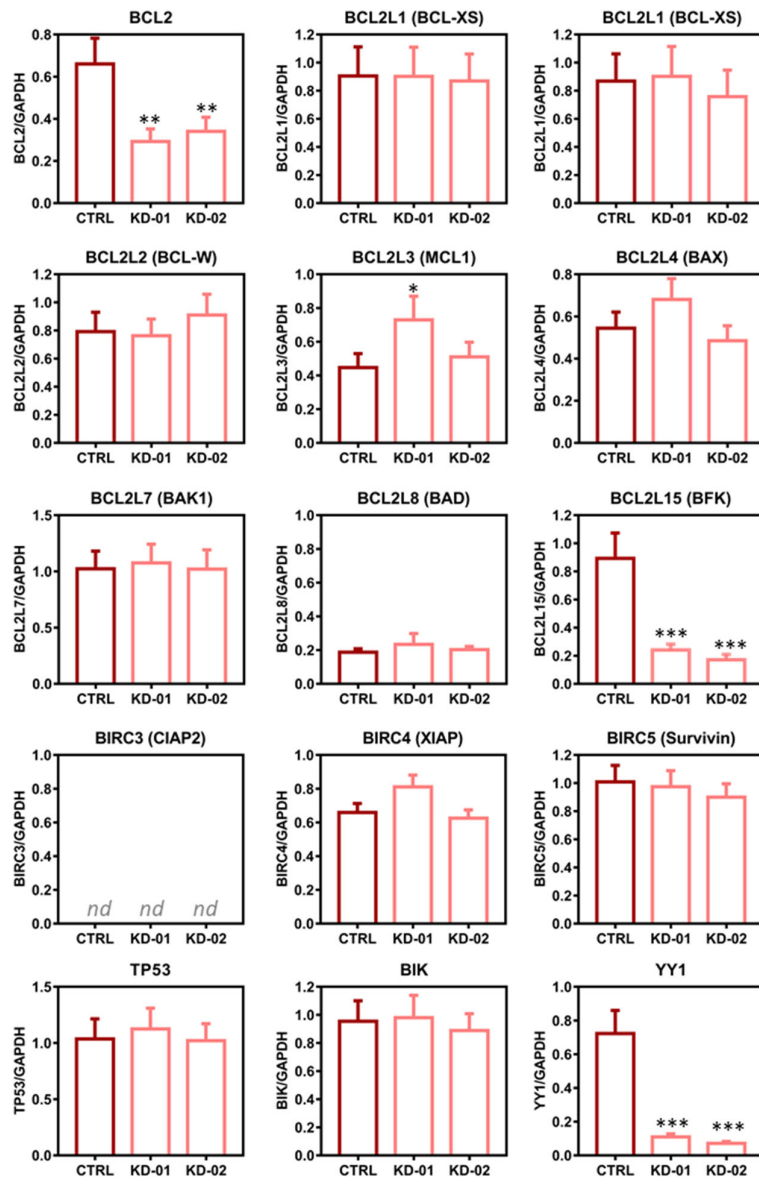 BCL2
BCL2L1 (BCL-XS)
BCL2L1 (BCL-XS)
BCL2/GAPDH
0.8
0.6
0.4
0.2
0.0
**
**
CTRL KD-01 KD-02
BCL2L1/GAPDH
1.2
1.0
0.8
0.6
0.4
0.2
0.0
CTRL KD-01 KD-02
BCL2L1/GAPDH
1.2
1.0
0.8
0.6
0.4
0.2
0.0
CTRL KD-01 KD-02
BCL2L2 (BCL-W)
BCL2L3 (MCL1)
BCL2L4 (BAX)
BCL2L2/GAPDH
1.2
1.0
0.8
0.6
0.4
0.2
0.0
CTRL KD-01 KD-02
BCL2L3/GAPDH
1.0
0.8
0.6
0.4
0.2
0.0
*
CTRL KD-01 KD-02
BCL2L4/GAPDH
0.8
0.6
0.4
0.2
0.0
CTRL KD-01 KD-02
BCL2L7 (BAK1)
BCL2L8 (BAD)
BCL2L15 (BFK)
BCL2L7/GAPDH
1.5
1.0
0.5
0.0
CTRL KD-01 KD-02
BCL2L8/GAPDH
1.0
0.8
0.6
0.4
0.2
0.0
CTRL KD-01 KD-02
BCL2L15/GAPDH
1.2
1.0
0.8
0.6
0.4
0.2
0.0
***
***
CTRL KD-01 KD-02
BIRC3 (CIAP2)
BIRC4 (XIAP)
BIRC5 (Survivin)
BIRC3/GAPDH
1.0
0.8
0.6
0.4
0.2
0.0
nd nd nd
CTRL KD-01 KD-02
BIRC4/GAPDH
1.0
0.8
0.6
0.4
0.2
0.0
CTRL KD-01 KD-02
BIRC5/GAPDH
1.2
1.0
0.8
0.6
0.4
0.2
0.0
CTRL KD-01 KD-02
TP53
BIK
YY1
TP53/GAPDH
1.5
1.0
0.5
0.0
CTRL KD-01 KD-02
BIK/GAPDH
1.2
1.0
0.8
0.6
0.4
0.2
0.0
CTRL KD-01 KD-02
YY1/GAPDH
1.0
0.8
0.6
0.4
0.2
0.0
***
***
CTRL KD-01 KD-02